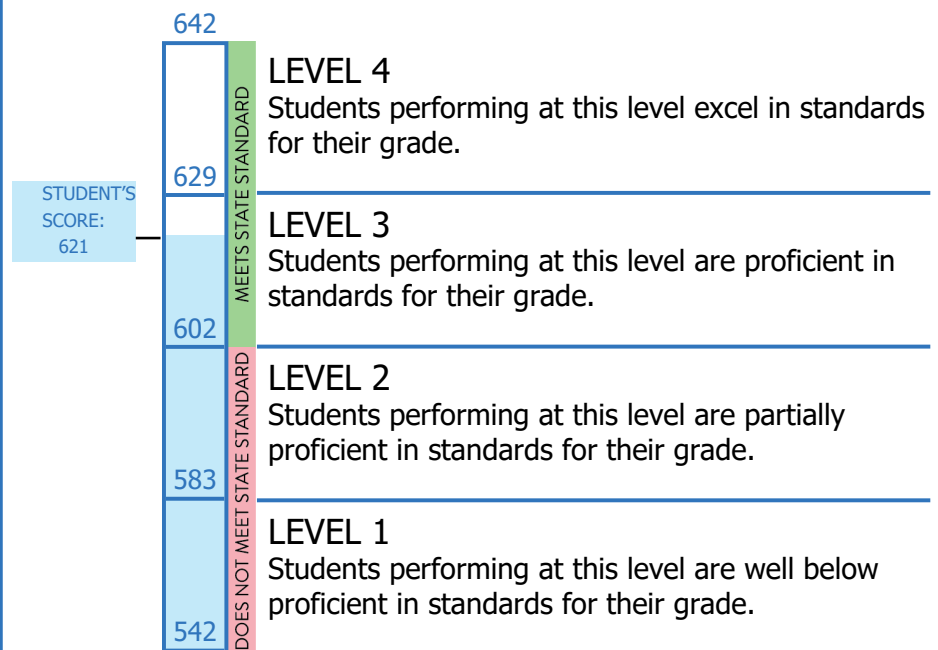 642
LEVEL 4
Students performing at this level excel in standards
for their grade.
629
STUDENT'S
SCORE:
621
MEETS STATE STANDARD
LEVEL 3
Students performing at this level are proficient in
standards for their grade.
602
LEVEL 2
Students performing at this level are partially
proficient in standards for their grade.
583
DOES NOT MEET STATE STANDARD
LEVEL 1
Students performing at this level are well below
proficient in standards for their grade.
542